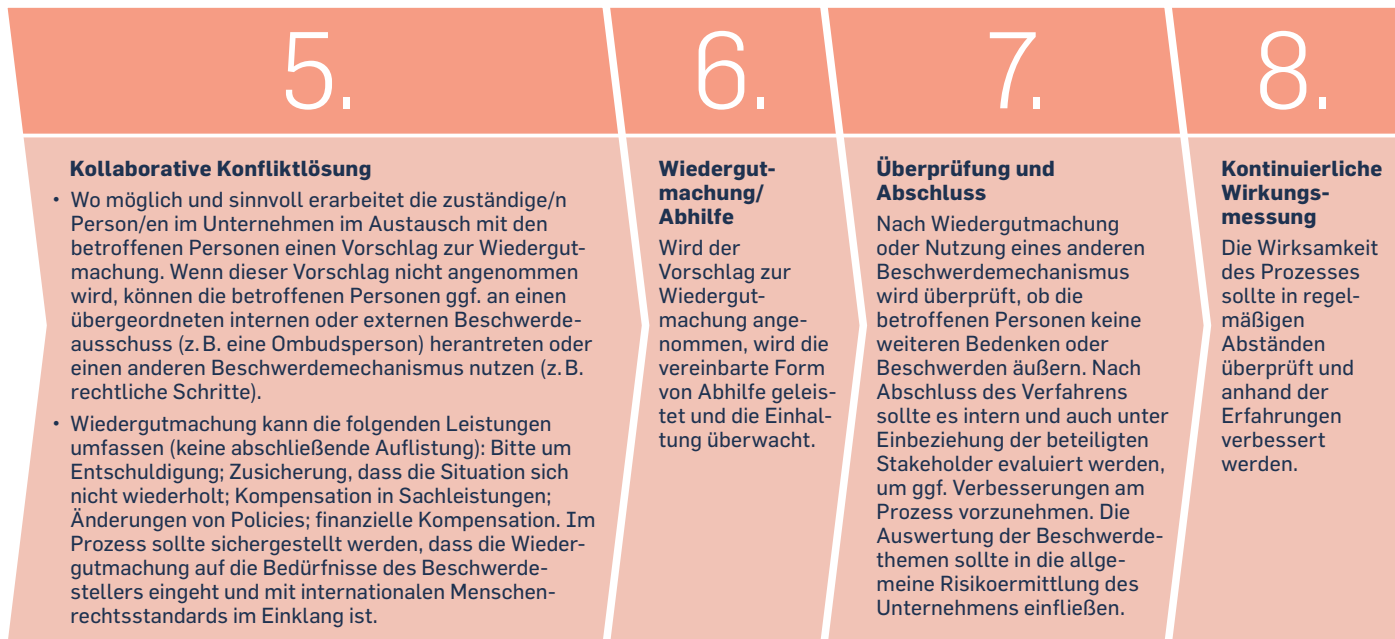 5.
Kollaborative Konfliktlösung
• Wo möglich und sinnvoll erarbeitet die zuständige/n
Person/en im Unternehmen im Austausch mit den
betroffenen Personen einen Vorschlag zur Wiedergut-
machung. Wenn dieser Vorschlag nicht angenommen
wird, können die betroffenen Personen ggf. an einen
übergeordneten internen oder externen Beschwerde-
ausschuss (z. B. eine Ombudsperson) herantreten oder
einen anderen Beschwerdemechanismus nutzen (z. B.
rechtliche Schritte).
• Wiedergutmachung kann die folgenden Leistungen
umfassen (keine abschließende Auflistung): Bitte um
Entschuldigung; Zusicherung, dass die Situation sich
nicht wiederholt; Kompensation in Sachleistungen;
Änderungen von Policies; finanzielle Kompensation. Im
Prozess sollte sichergestellt werden, dass die Wieder-
gutmachung auf die Bedürfnisse des Beschwerde-
stellers eingeht und mit internationalen Menschen-
rechtsstandards im Einklang ist.
6.
Wiedergut-
machung/
Abhilfe
Wird der
Vorschlag zur
Wiedergut-
machung ange-
nommen, wird die
vereinbarte Form
von Abhilfe geleis-
tet und die Einhal-
tung überwacht.
7.
Überprüfung und
Abschluss
Nach Wiedergutmachung
oder Nutzung eines anderen
Beschwerdemechanismus
wird überprüft, ob die
betroffenen Personen keine
weiteren Bedenken oder
Beschwerden äußern. Nach
Abschluss des Verfahrens
sollte es intern und auch unter
Einbeziehung der beteiligten
Stakeholder evaluiert werden,
um ggf. Verbesserungen am
Prozess vorzunehmen. Die
Auswertung der Beschwerde-
themen sollte in die allge-
meine Risikoermittlung des
Unternehmens einfließen.
8.
Kontinuierliche
Wirkungs-
messung
Die Wirksamkeit
des Prozesses
sollte in regel-
mäßigen
Abständen
überprüft und
anhand der
Erfahrungen
verbessert
werden.